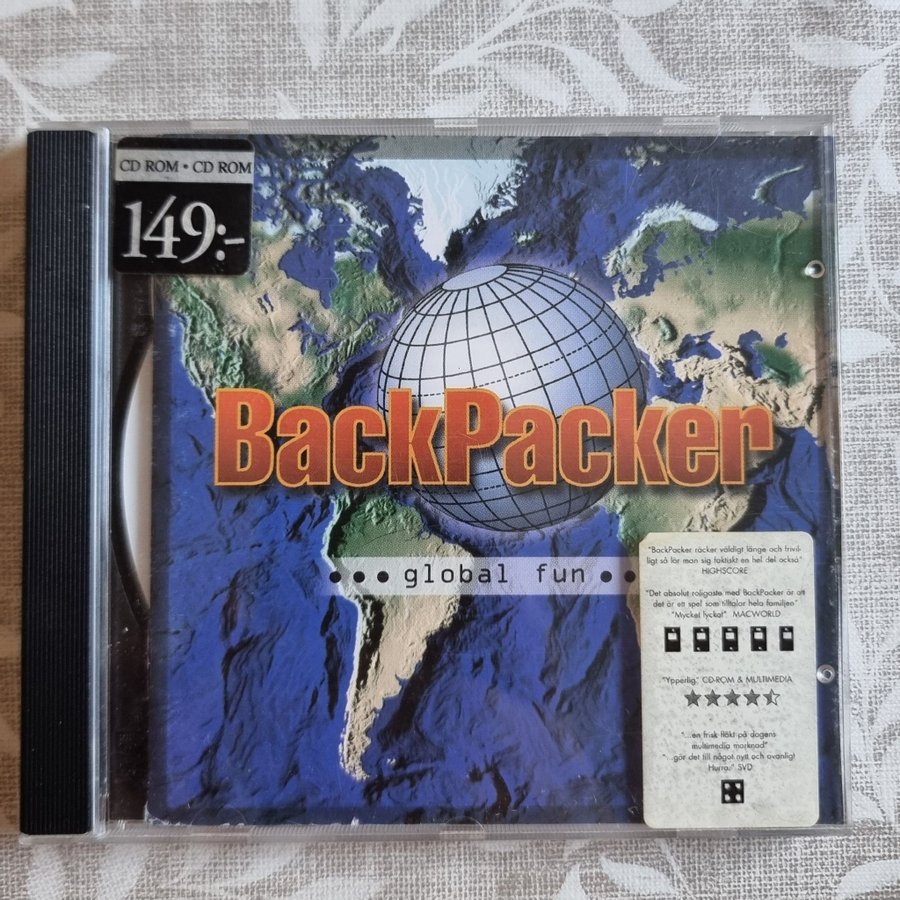 CD ROM • CD ROM
149:-
BackPacker
•••global fun••
"BackPacker räcker väldigt länge och frivil-
ligt så lär man sig faktiskt en hel del också"
HIGHSCORE
"Det absolut roligaste med BackPacker är att
det är ett spel som tilltalar hela familjen"
"Mycket lyckat". MACWORLD
"Ypperlig." CD-ROM & MULTIMEDIA
"...en frisk fläkt på dagens
multimedia marknad"
"...gör det till något nytt och ovanligt
Hurra." SVD